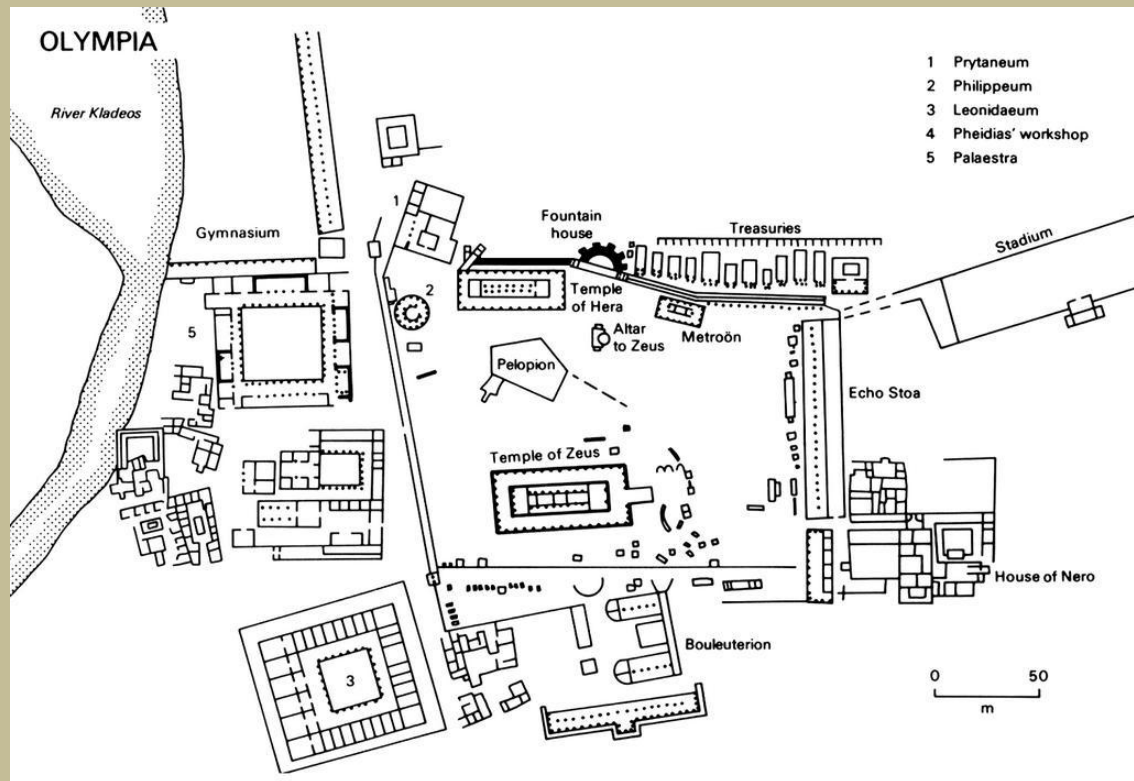 OLYMPIA
River Kladeos
1 Prytaneum
2 Philippeum
3 Leonidaeum
4 Pheidias' workshop
5 Palaestra
1
Gymnasium
Fountain
house
Treasuries
Stadium
2
Temple
of Hera
5
Altar
to Zeus
Metroön
Pelopion
Echo Stoa
Temple of Zeus
House of Nero
Bouleuterion
3
0 50
m